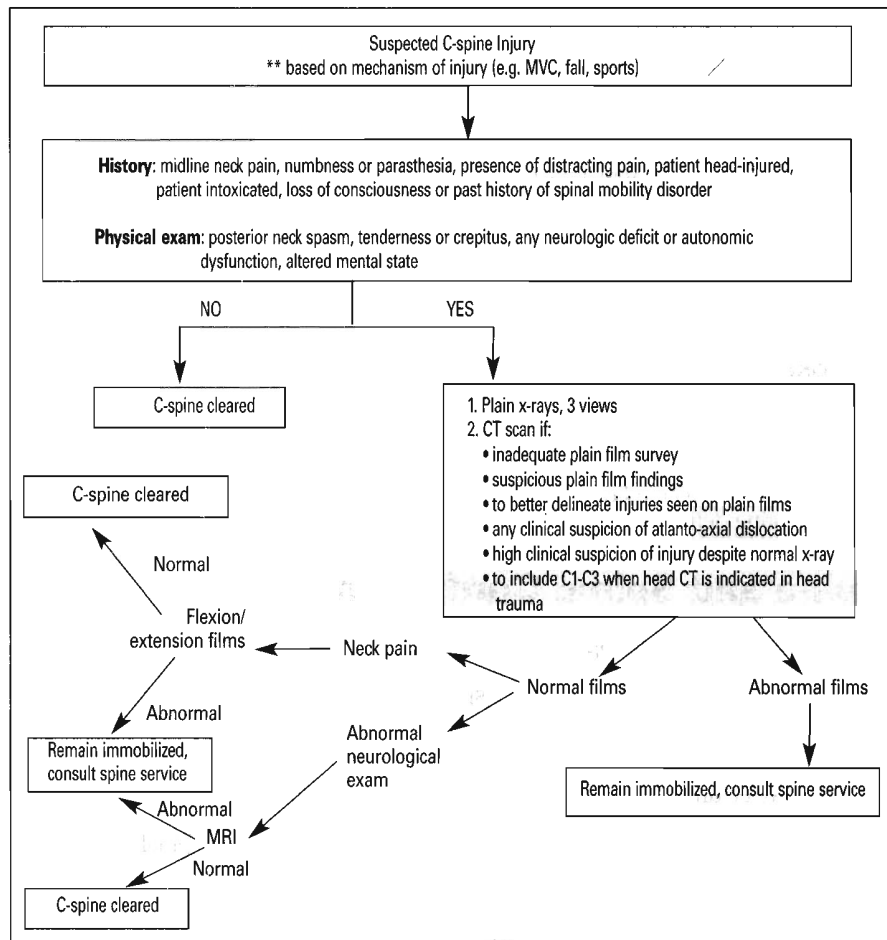 Suspected C-spine Injury
** based on mechanism of injury (e.g. MVC, fall, sports)
History: midline neck pain, numbness or parasthesia, presence of distracting pain, patient head-injured,
patient intoxicated, loss of consciousness or past history of spinal mobility disorder
Physical exam: posterior neck spasm, tenderness or crepitus, any neurologic deficit or autonomic
dysfunction, altered mental state
NO
YES
C-spine cleared
1. Plain x-rays, 3 views
2. CT scan if:
• inadequate plain film survey
• suspicious plain film findings
• to better delineate injuries seen on plain films
• any clinical suspicion of atlanto-axial dislocation
• high clinical suspicion of injury despite normal x-ray
• to include C1-C3 when head CT is indicated in head
trauma
C-spine cleared
Normal
Flexion/
extension films
Neck pain
Normal films
Abnormal films
Abnormal
Remain immobilized,
consult spine service
Abnormal
neurological
exam
Remain immobilized, consult spine service
Abnormal
MRI
Normal
C-spine cleared